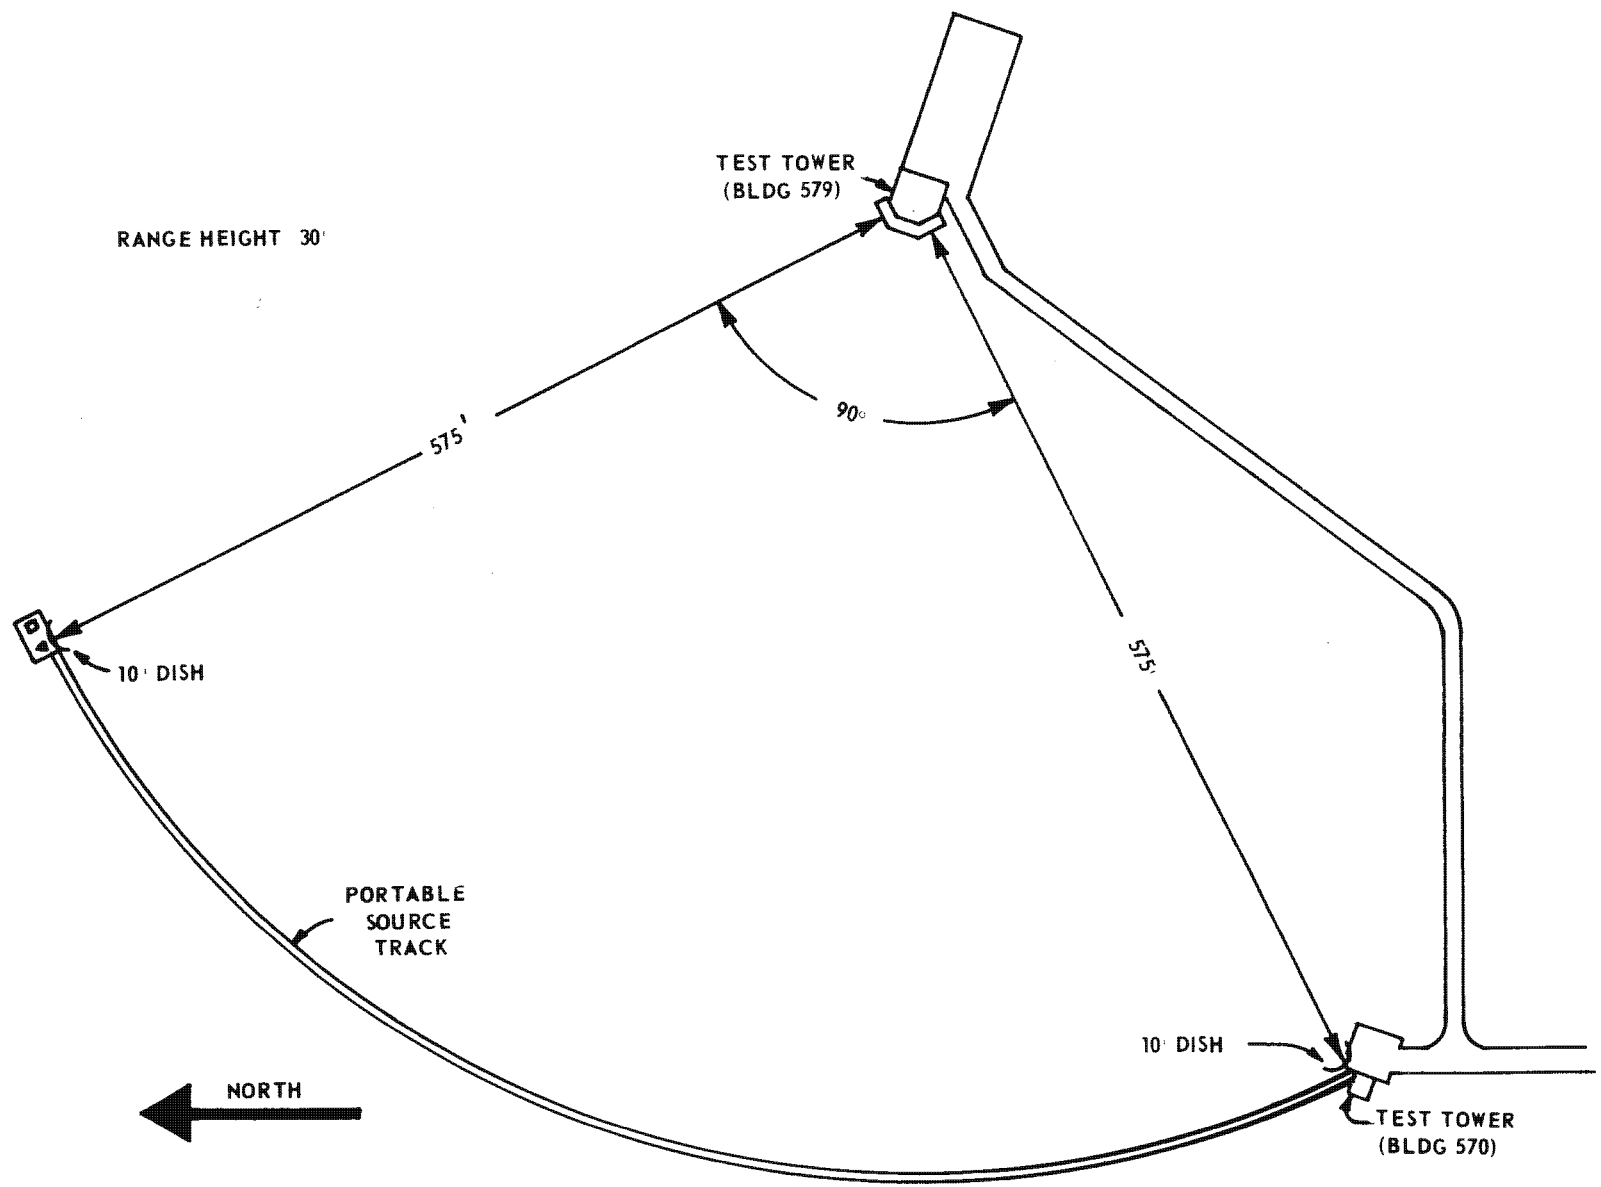 TEST TOWER
(BLDG 579)
RANGE HEIGHT 30'
90°
575'
575'
10' DISH
PORTABLE
SOURCE
TRACK
10' DISH
NORTH
TEST TOWER
(BLDG 570)